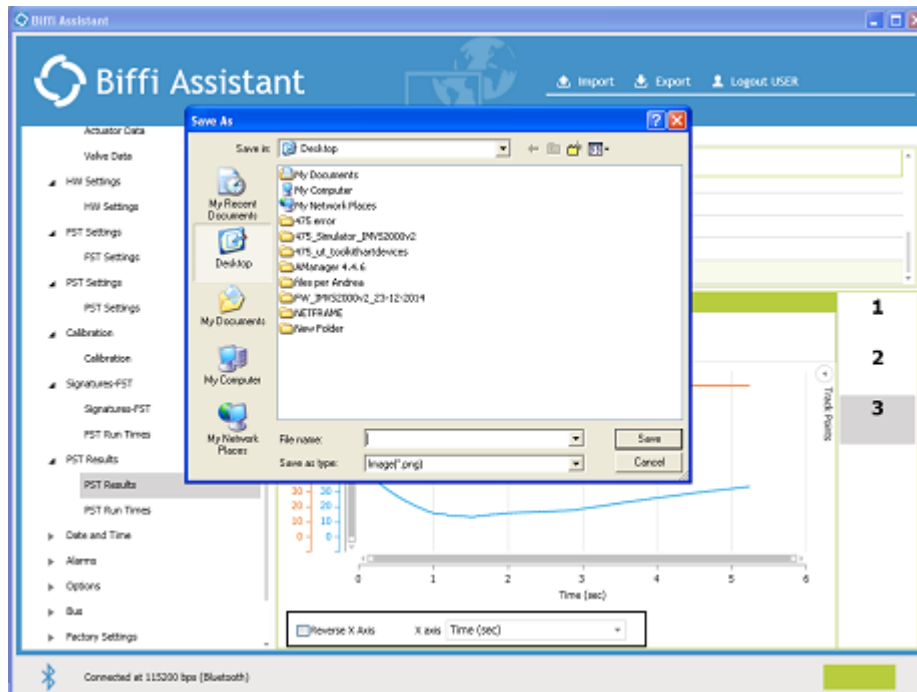 Biffi Assistant
Biffi Assistant
Import Export Logout USER
Save As
Save in: Desktop
My Recent Documents
Desktop
My Documents
My Computer
My Network Places
My Documents
My Computer
My Network Places
475 error
475_Simulator_IMVS2000v2
475_ut_toolkithartdevices
AManager 4.4.6
files per Andrea
FW_IMVS2000v2_23-12-2014
NETFRAME
New Folder
File name:
Save
Save as type: Image(*.png)
Cancel
Actuator Data
Valve Data
HW Settings
HW Settings
FST Settings
FST Settings
PST Settings
PST Settings
Calibration
Calibration
Signatures-FST
Signatures-FST
FST Run Times
PST Results
PST Results
PST Run Times
Date and Time
Alarms
Options
Bus
Factory Settings
1
2
3
Track Points
30 30
20 20
10 10
0 0
0 1 2 3 4 5 6
Time (sec)
Reverse X Axis X axis Time (sec)
Connected at 115200 bps (Bluetooth)